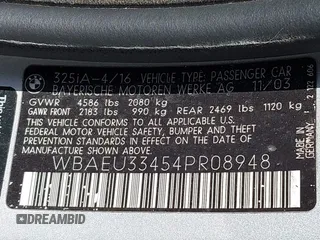 325iA-4/16 VEHICLE TYPE: PASSENGER CAR
BAYERISCHE MOTOREN WERKE AG 11/03
GVWR 4586 lbs 2080 kg
GAWR FRONT 2183 lbs 990 kg REAR 2469 lbs 1120 kg
THIS VEHICLE CONFORMS TO ALL APPLICABLE
FEDERAL MOTOR VEHICLE SAFETY, BUMPER, AND
THEFT PREVENTION STANDARDS IN EFFECT ON
THE DATE OF MANUFACTURE SHOWN ABOVE.
WBAEU33454PR08948
MADE IN GERMANY
DREAMBID